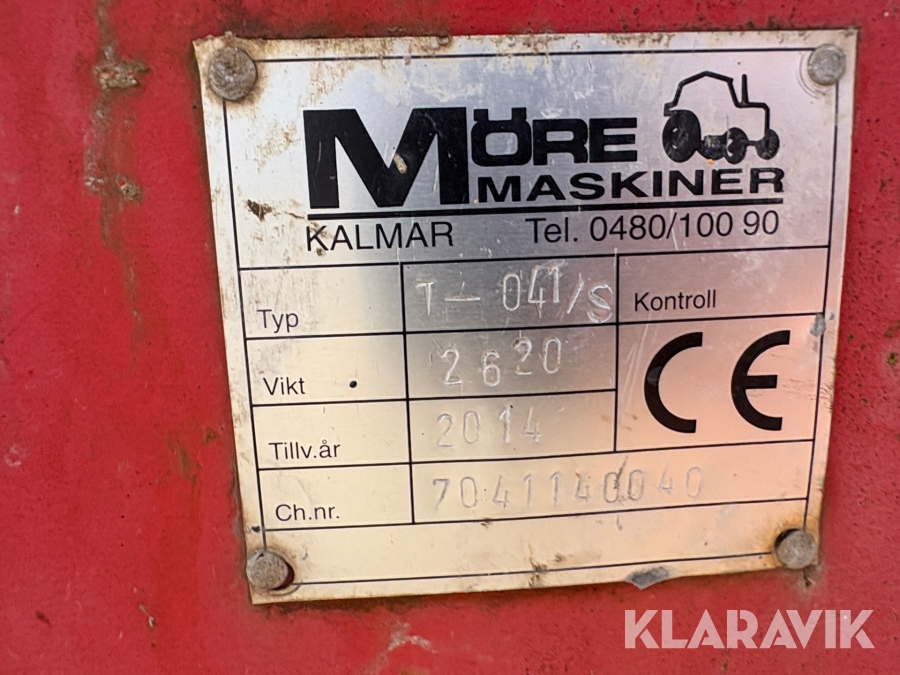 MÖRE
MASKINER
KALMAR Tel. 0480/100 90
Typ T-041/S Kontroll
Vikt 2620 CE
Tillv.år 2014
Ch.nr. 70411140040
KLARAVIK